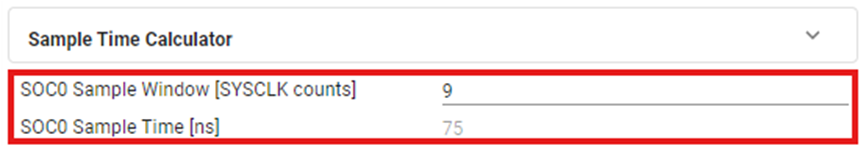 Sample Time Calculator
SOC0 Sample Window [SYSCLK counts] 9
SOC0 Sample Time [ns] 75